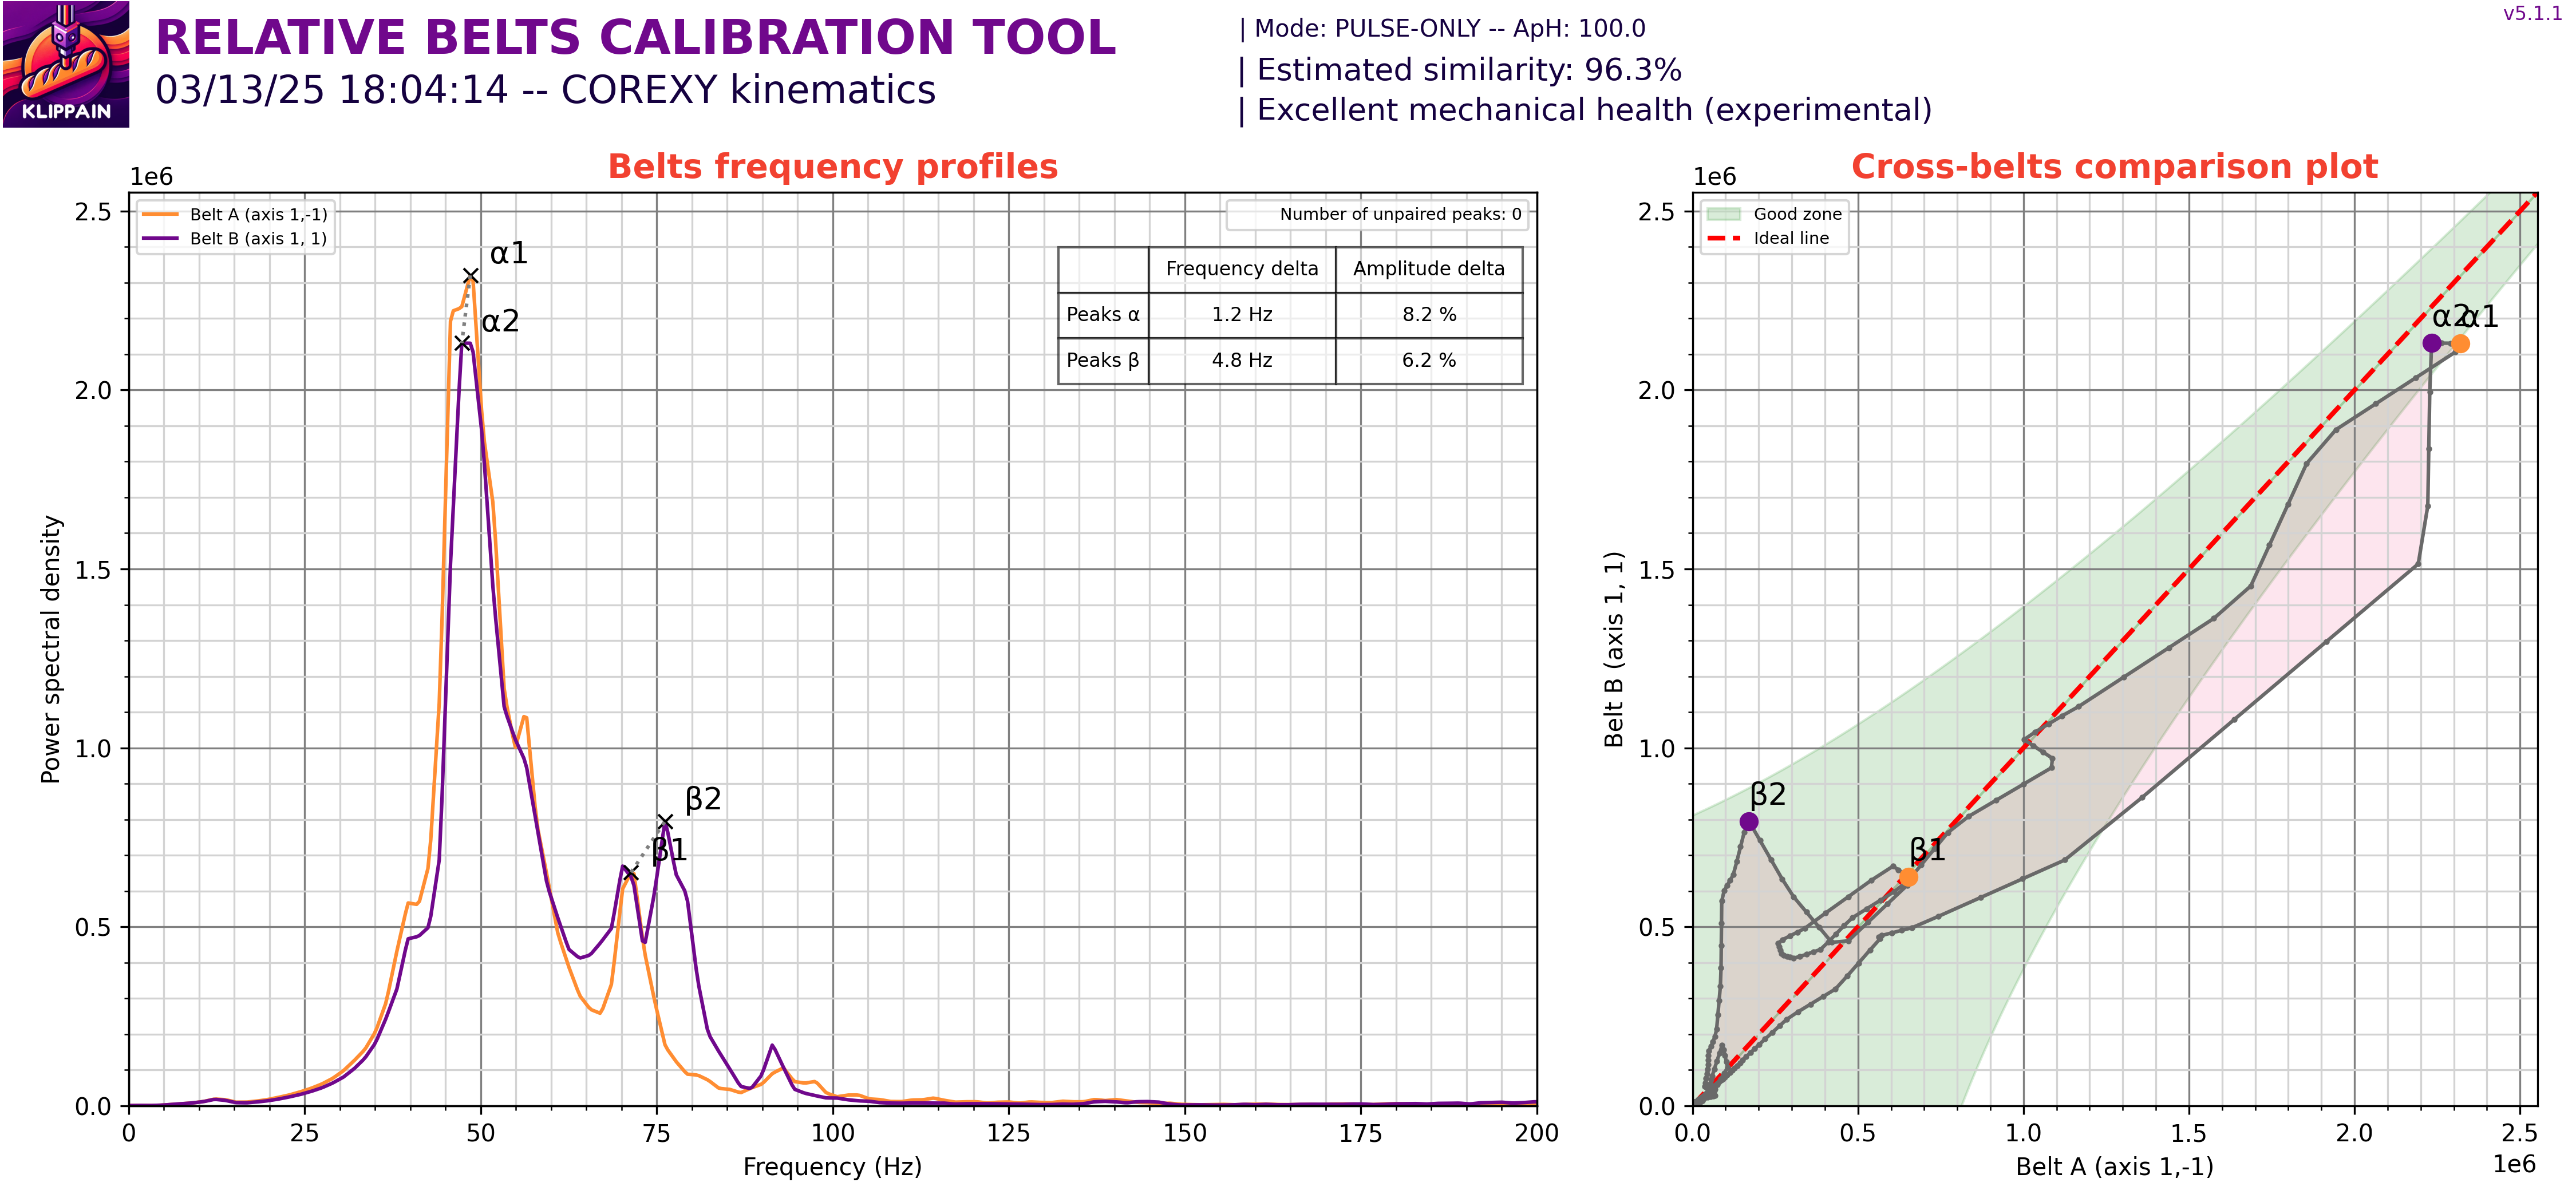 KLIPPAIN
RELATIVE BELTS CALIBRATION TOOL
03/13/25 18:04:14 -- COREXY kinematics
| Mode: PULSE-ONLY -- ApH: 100.0
| Estimated similarity: 96.3%
| Excellent mechanical health (experimental)
v5.1.1
Belts frequency profiles
1e6
Belt A (axis 1,-1)
Belt B (axis 1, 1)
Number of unpaired peaks: 0
Frequency delta Amplitude delta
Peaks α 1.2 Hz 8.2 %
Peaks β 4.8 Hz 6.2 %
α1
α2
β2
β1
2.5
2.0
1.5
1.0
0.5
0.0
Power spectral density
0 25 50 75 100 125 150 175 200
Frequency (Hz)
Cross-belts comparison plot
1e6
Good zone
Ideal line
α2 α1
β2
β1
2.5
2.0
1.5
1.0
0.5
0.0
Belt B (axis 1, 1)
0.0 0.5 1.0 1.5 2.0 2.5
Belt A (axis 1,-1)
1e6